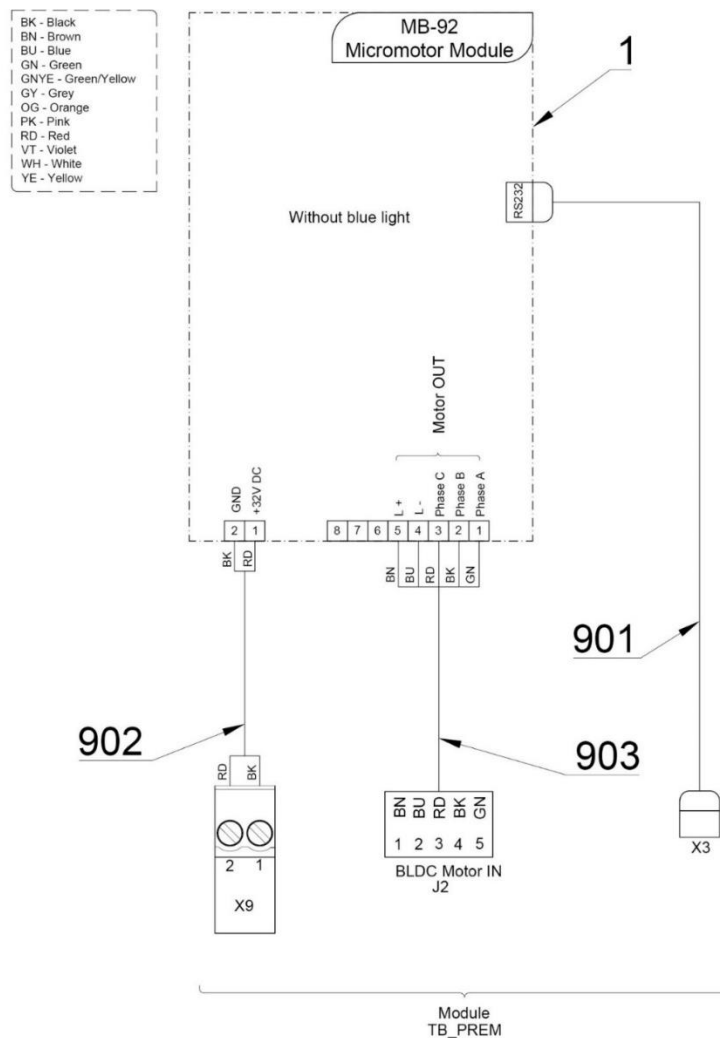 BK - Black
BN - Brown
BU - Blue
GN - Green
GNYE - Green/Yellow
GY - Grey
OG - Orange
PK - Pink
RD - Red
VT - Violet
WH - White
YE - Yellow
MB-92
Micromotor Module
1
RS232
Without blue light
Motor OUT
GND
+32V DC
L +
L -
Phase C
Phase B
Phase A
2 1
8 7 6 5 4 3 2 1
BK RD
BN BU RD BK GN
901
902
903
RD BK
2 1
X9
BN BU RD BK GN
1 2 3 4 5
BLDC Motor IN
J2
X3
Module
TB_PREM